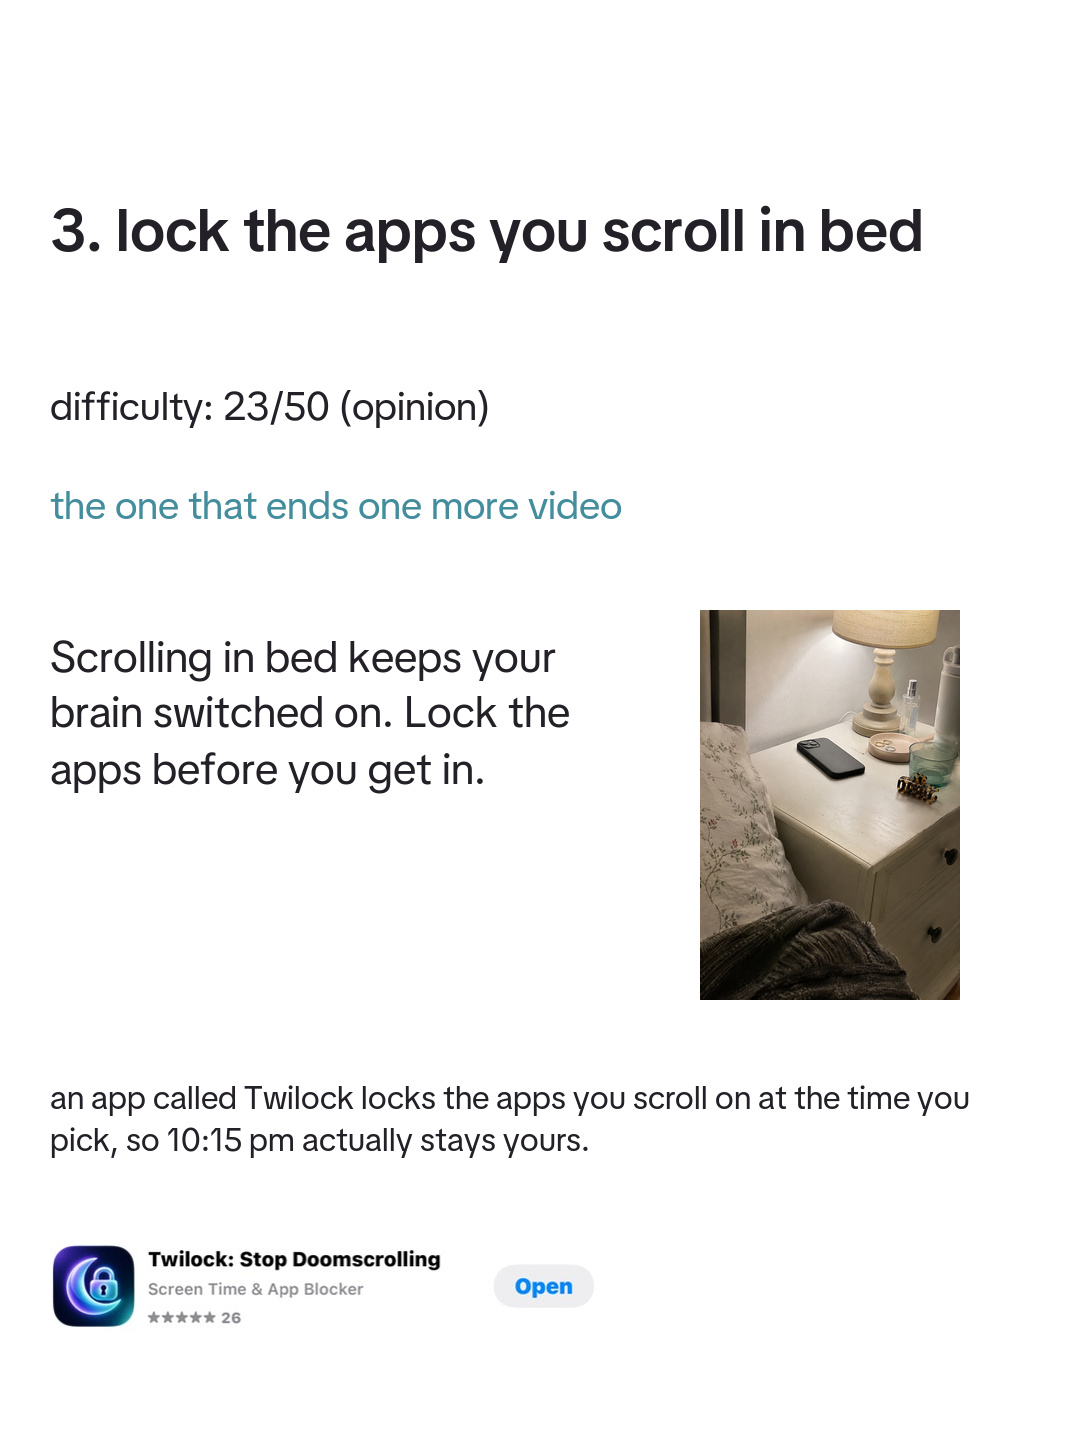 3. lock the apps you scroll in bed
difficulty: 23/50 (opinion)
the one that ends one more video
Scrolling in bed keeps your
brain switched on. Lock the
apps before you get in.
an app called Twilock locks the apps you scroll on at the time you
pick, so 10:15 pm actually stays yours.
Twilock: Stop Doomscrolling
Screen Time & App Blocker
★★★★★ 26
Open